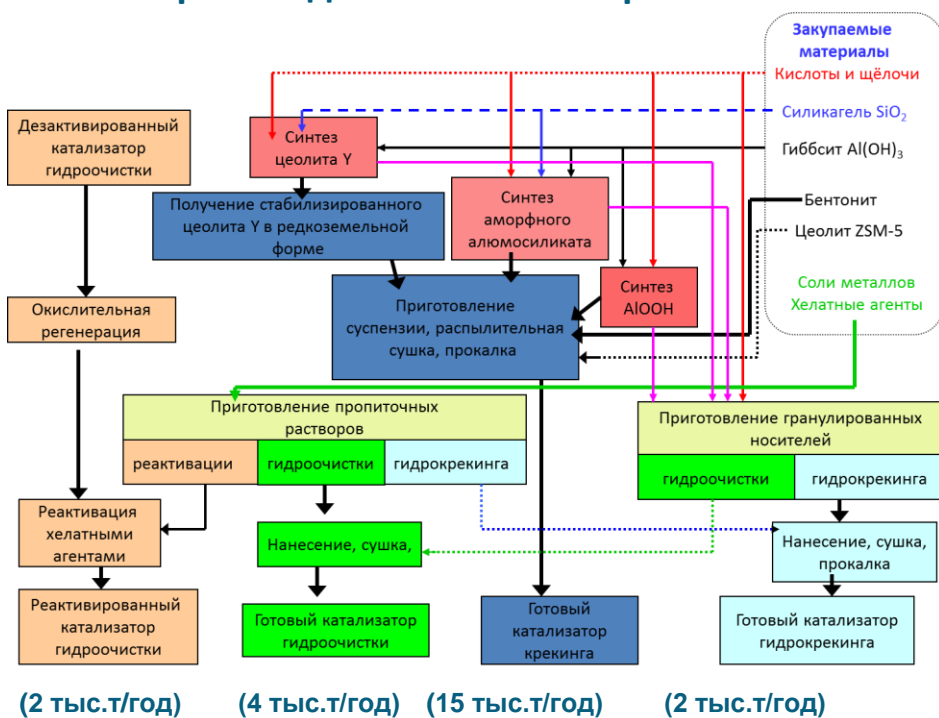 Закупаемые
материалы
Кислоты и щёлочи
Силикагель SiO₂
Гиббсит Al(OH)₃
Бентонит
Цеолит ZSM-5
Соли металлов
Хелатные агенты
Дезактивированный
катализатор
гидроочистки
Синтез
цеолита Y
Получение стабилизированного
цеолита Y в редкоземельной
форме
Синтез
аморфного
алюмосиликата
Синтез
AlOOH
Окислительная
регенерация
Приготовление
суспензии, распылительная
сушка, прокалка
Приготовление пропиточных
растворов
реактивации
гидроочистки
гидрокрекинга
Приготовление гранулированных
носителей
гидроочистки
гидрокрекинга
Реактивация
хелатными
агентами
Нанесение, сушка,
Нанесение, сушка,
прокалка
Реактивированный
катализатор
гидроочистки
Готовый катализатор
гидроочистки
Готовый
катализатор
крекинга
Готовый катализатор
гидрокрекинга
(2 тыс.т/год)
(4 тыс.т/год)
(15 тыс.т/год)
(2 тыс.т/год)